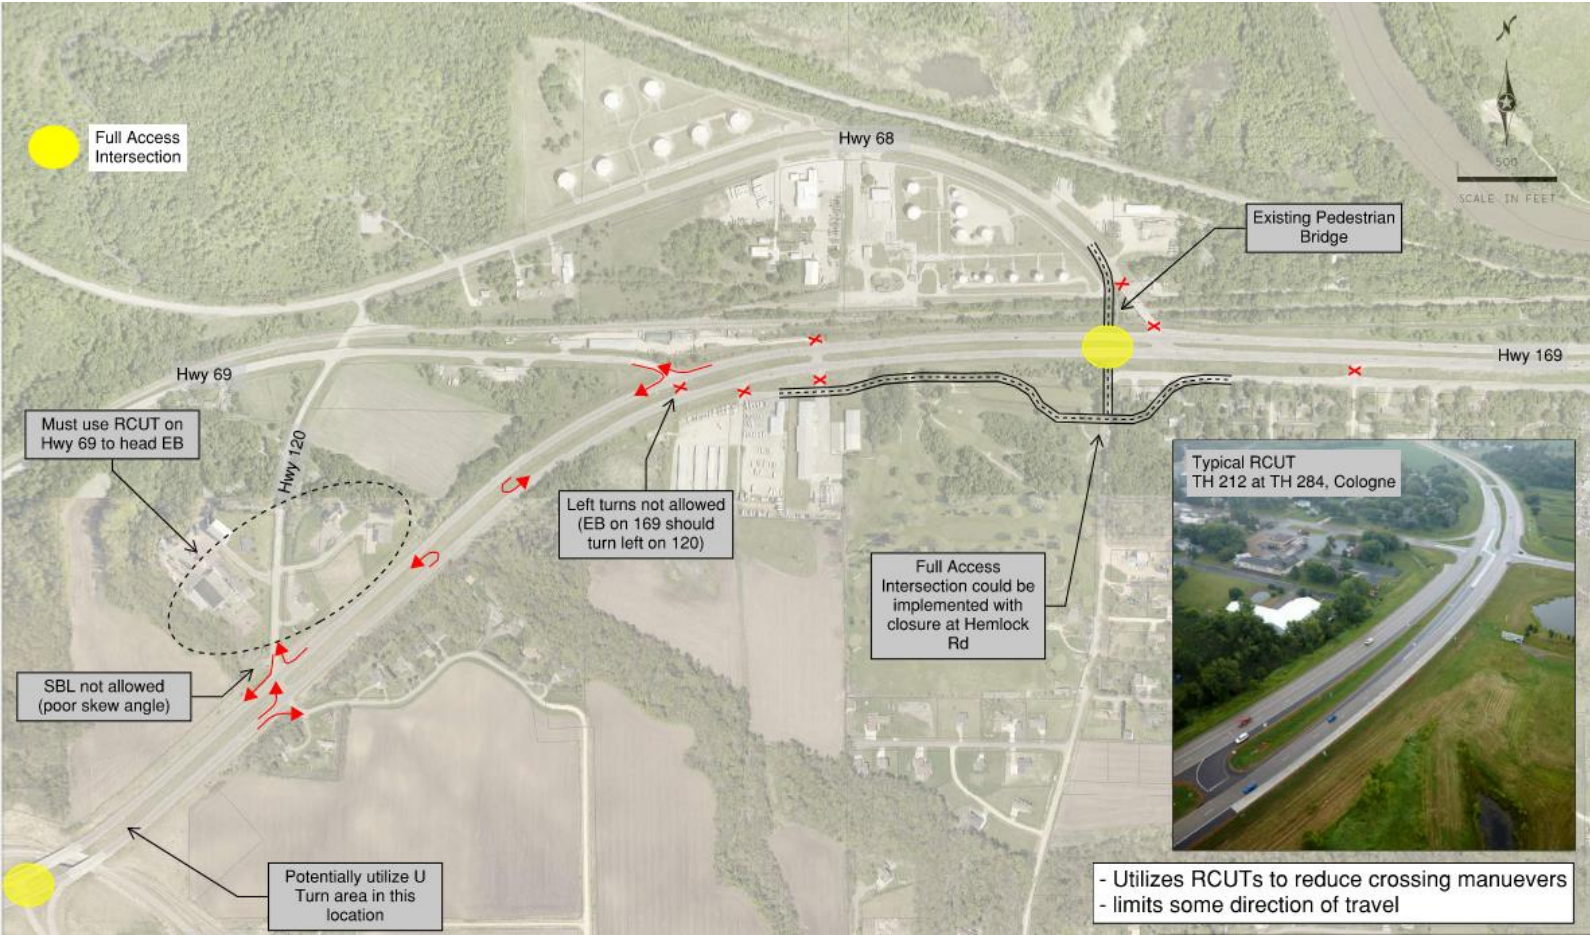 N
500
SCALE IN FEET
Full Access
Intersection
Hwy 68
Existing Pedestrian
Bridge
Hwy 169
Hwy 69
Must use RCUT on
Hwy 69 to head EB
Hwy 120
Left turns not allowed
(EB on 169 should
turn left on 120)
Typical RCUT
TH 212 at TH 284, Cologne
Full Access
Intersection could be
implemented with
closure at Hemlock
Rd
SBL not allowed
(poor skew angle)
Potentially utilize U
Turn area in this
location
- Utilizes RCUTs to reduce crossing manuevers
- limits some direction of travel